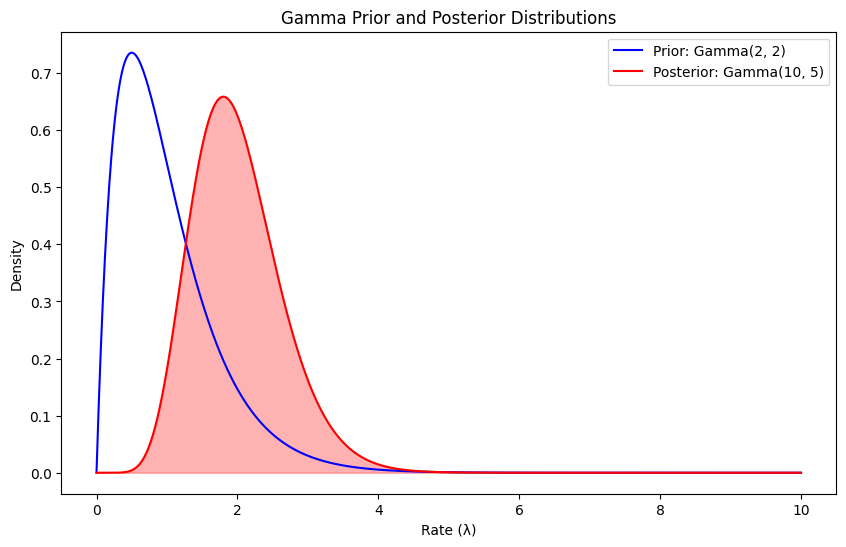 Gamma Prior and Posterior Distributions
Prior: Gamma(2, 2)
Posterior: Gamma(10, 5)
Density
0.7
0.6
0.5
0.4
0.3
0.2
0.1
0.0
0 2 4 6 8 10
Rate (λ)